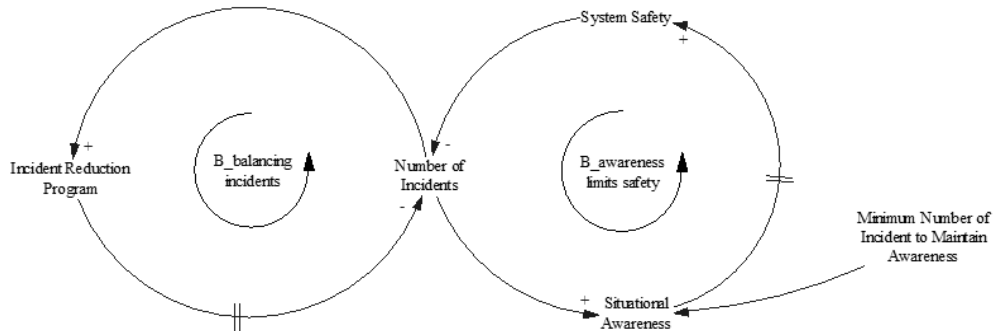 System Safety
+
+
-
Incident Reduction
Program
B_balancing
incidents
Number of
Incidents
B_awareness
limits safety
-
Minimum Number of
Incident to Maintain
Awareness
+
Situational
Awareness